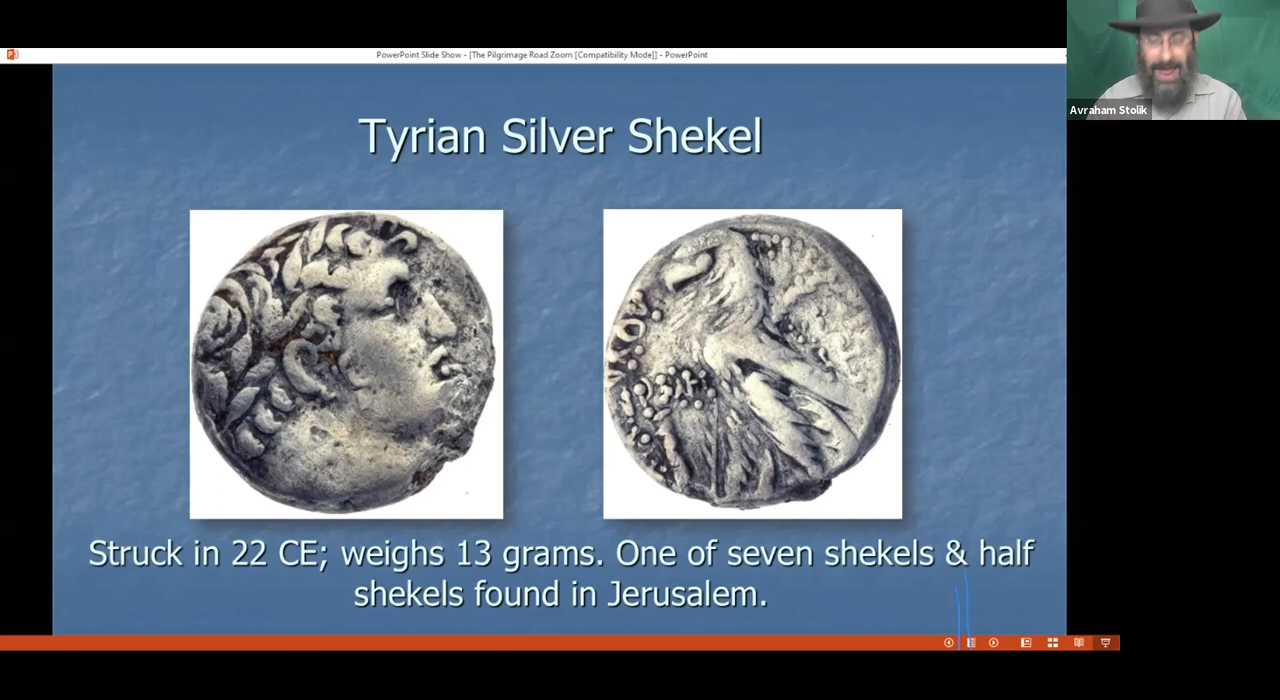 PowerPoint Slide Show - [The Pilgrimage Road Zoom [Compatibility Mode]] - PowerPoint
Avraham Stolik
Tyrian Silver Shekel
Struck in 22 CE; weighs 13 grams. One of seven shekels & half
shekels found in Jerusalem.